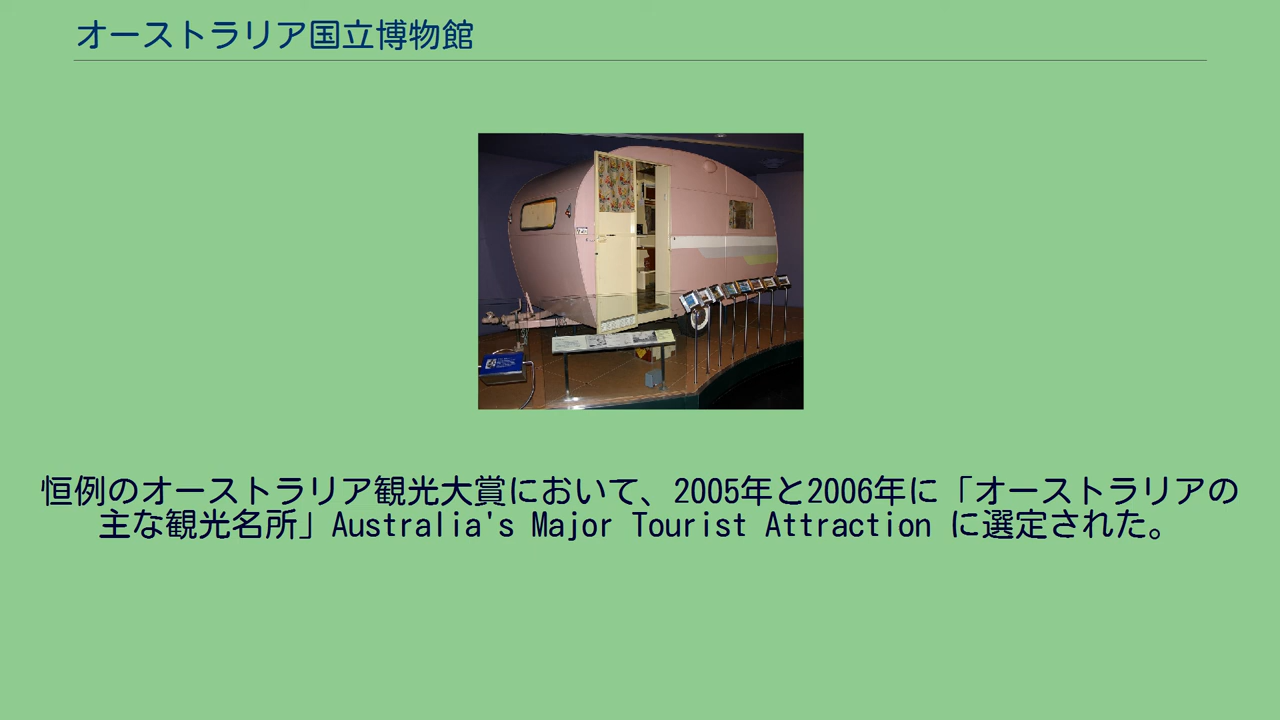 オーストラリア国立博物館
恒例のオーストラリア観光大賞において、2005年と2006年に「オーストラリアの
主な観光名所」Australia's Major Tourist Attraction に選定された。